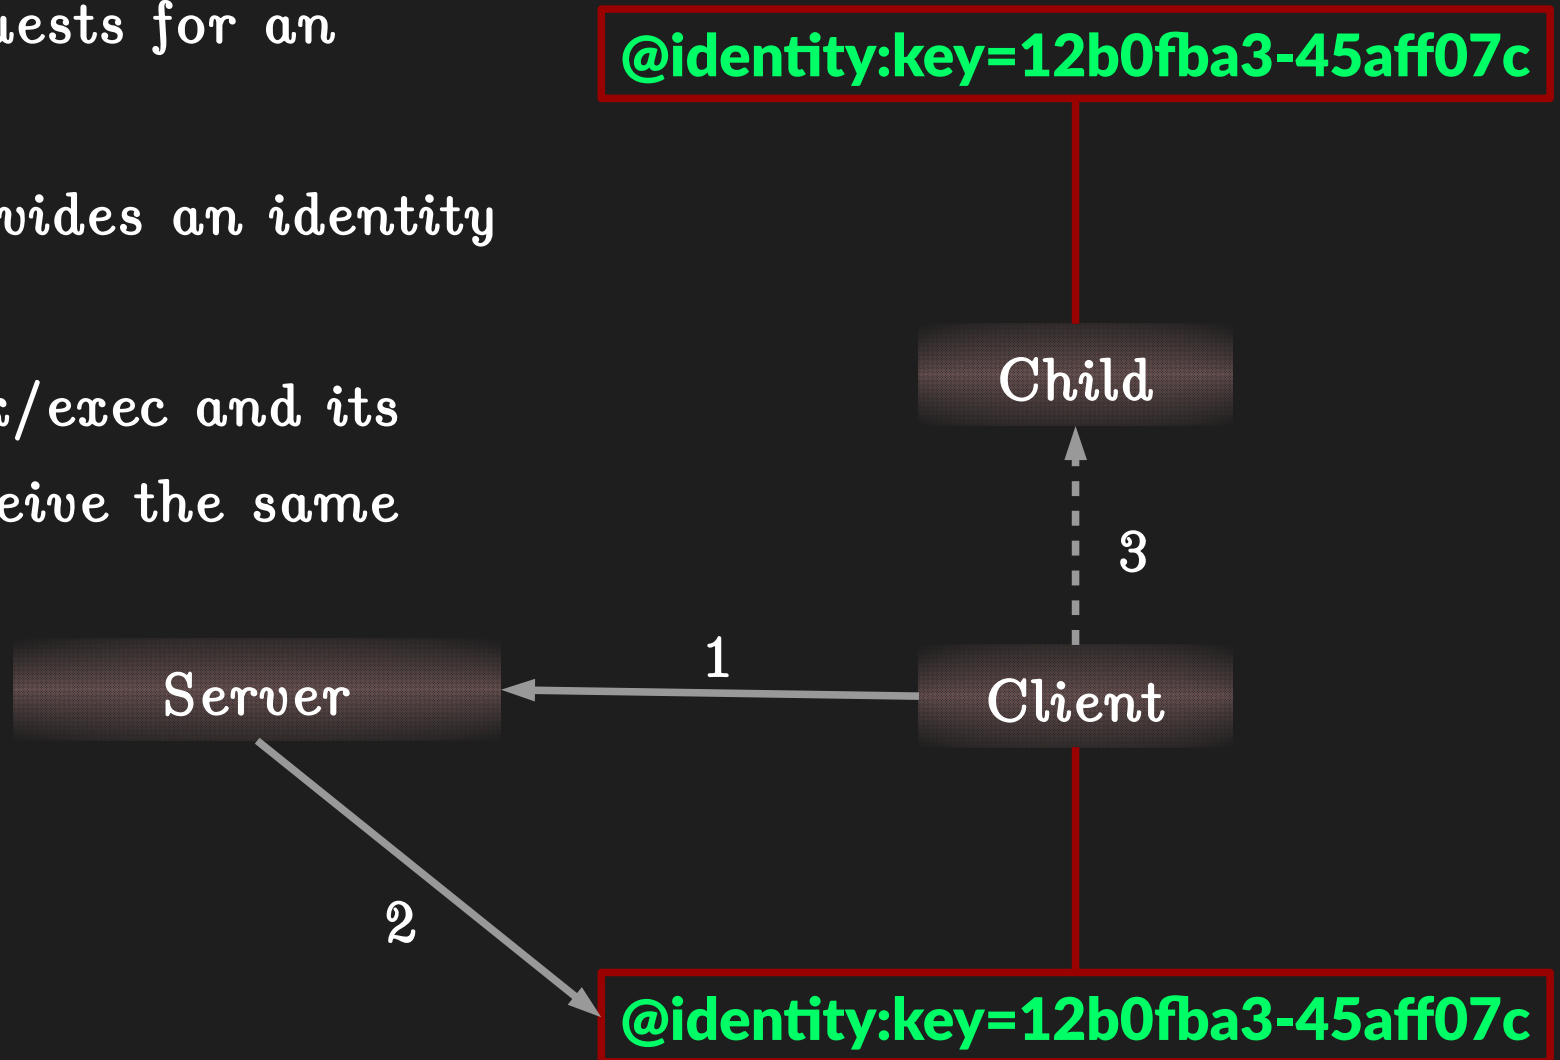 uests for an
@identity:key=12b0fba3-45aff07c
vides an identity
Child
/exec and its
eive the same
3
1
Server
Client
2
@identity:key=12b0fba3-45aff07c